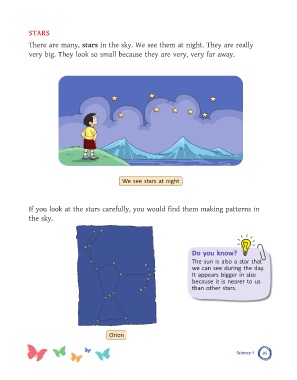 STARS
There are many, stars in the sky. We see them at night. They are really
very big. They look so small because they are very, very far away.
We see stars at night
If you look at the stars carefully, you would find them making patterns in
the sky.
Do you know?
The sun is also a star that
we can see during the day.
It appears bigger in size
because it is nearer to us
than other stars.
Orion
Science-1